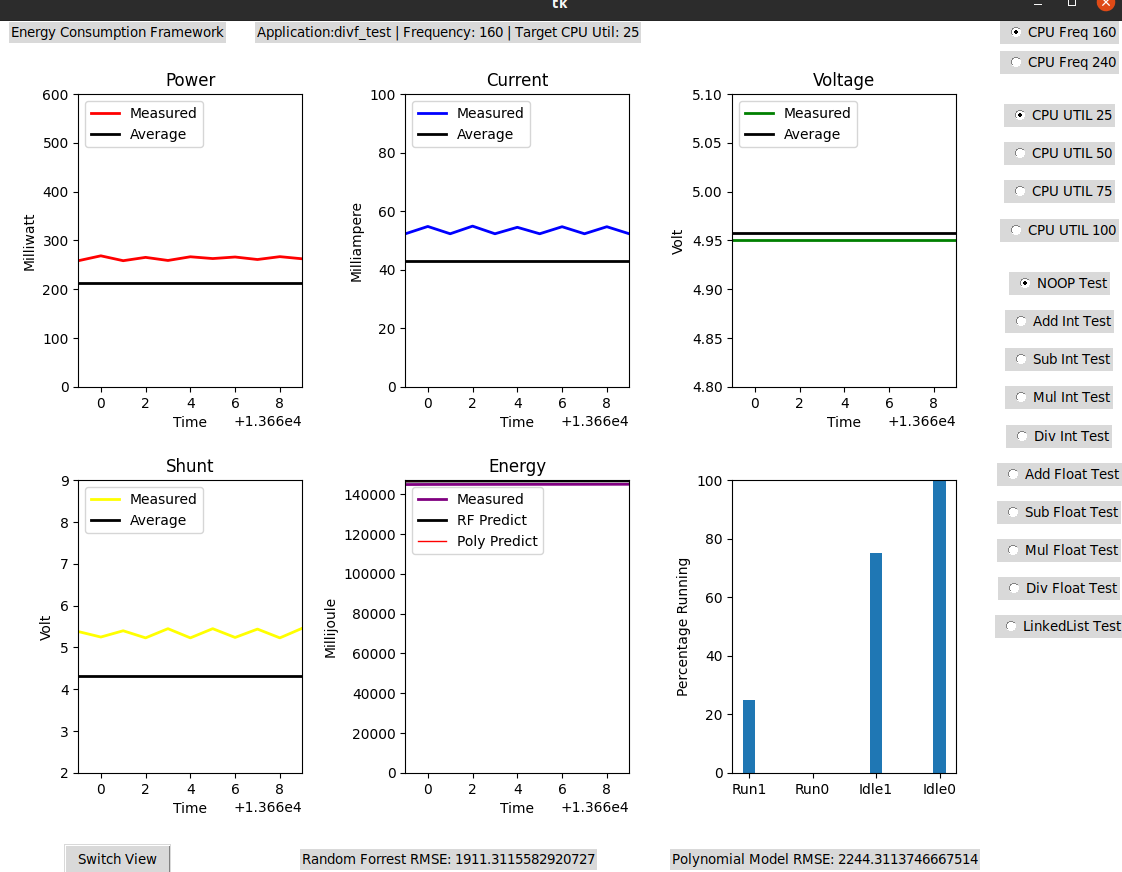 tk
Energy Consumption Framework
Application:divf_test | Frequency: 160 | Target CPU Util: 25
CPU Freq 160
CPU Freq 240
CPU UTIL 25
CPU UTIL 50
CPU UTIL 75
CPU UTIL 100
NOOP Test
Add Int Test
Sub Int Test
Mul Int Test
Div Int Test
Add Float Test
Sub Float Test
Mul Float Test
Div Float Test
LinkedList Test
Power
Measured
Average
600
500
400
300
200
100
0
Milliwatt
0 2 4 6 8
Time +1.366e4
Current
Measured
Average
100
80
60
40
20
0
Milliampere
0 2 4 6 8
Time +1.366e4
Voltage
Measured
Average
5.10
5.05
5.00
4.95
4.90
4.85
4.80
Volt
0 2 4 6 8
Time +1.366e4
Shunt
Measured
Average
9
8
7
6
5
4
3
2
Volt
0 2 4 6 8
Time +1.366e4
Energy
Measured
RF Predict
Poly Predict
140000
120000
100000
80000
60000
40000
20000
0
Millijoule
0 2 4 6 8
Time +1.366e4
100
80
60
40
20
0
Percentage Running
Run1 Run0 Idle1 Idle0
Switch View
Random Forrest RMSE: 1911.3115582920727
Polynomial Model RMSE: 2244.3113746667514